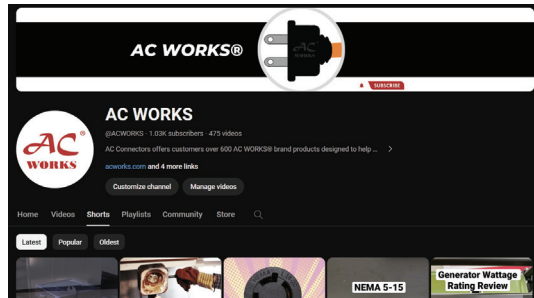 AC WORKS®
AC
WORKS
SUBSCRIBE
AC ®
WORKS
AC WORKS
@ACWORKS · 1.03K subscribers · 475 videos
AC Connectors offers customers over 600 AC WORKS® brand products designed to help ...
acworks.com and 4 more links
Customize channel Manage videos
Home Videos Shorts Playlists Community Store
Latest Popular Oldest
NEMA 5-15
Generator Wattage
Rating Review